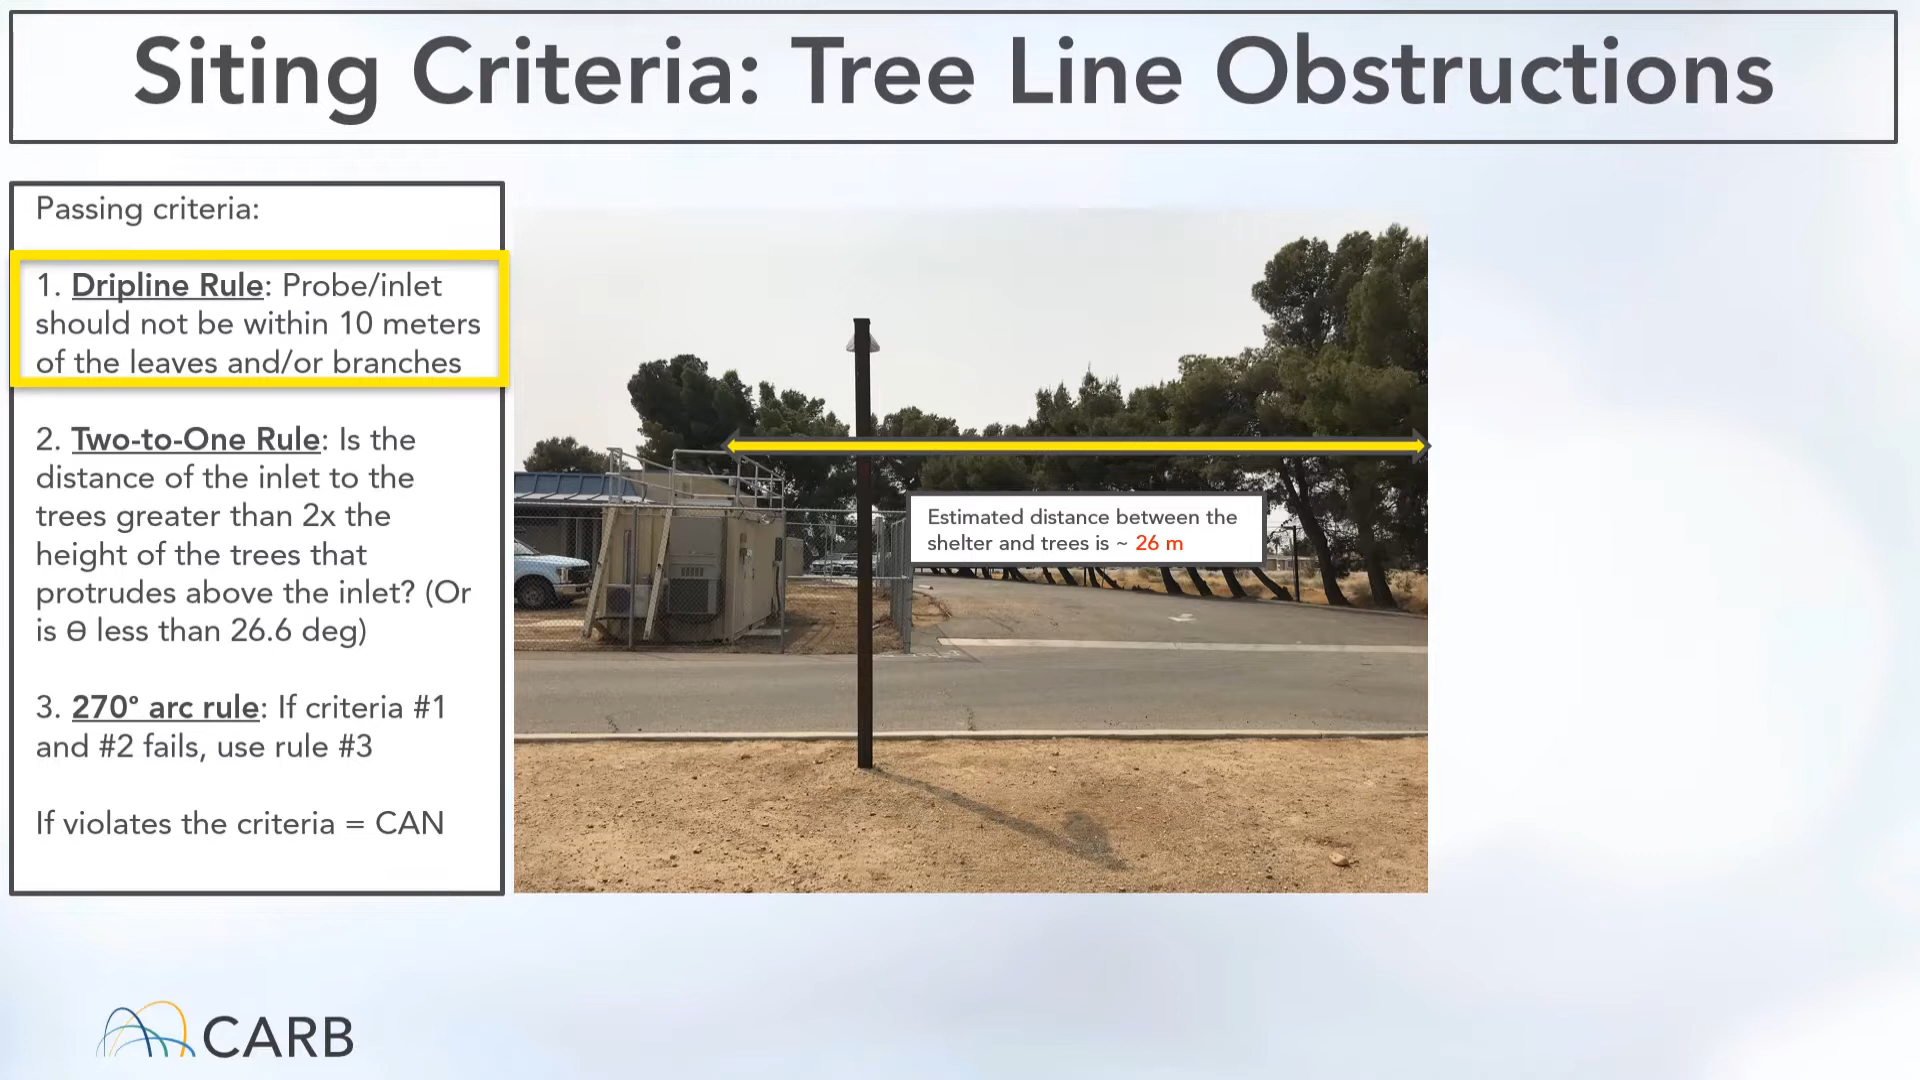 Siting Criteria: Tree Line Obstructions
Passing criteria:
1. Dripline Rule: Probe/inlet
should not be within 10 meters
of the leaves and/or branches
2. Two-to-One Rule: Is the
distance of the inlet to the
trees greater than 2x the
height of the trees that
protrudes above the inlet? (Or
is Θ less than 26.6 deg)
3. 270° arc rule: If criteria #1
and #2 fails, use rule #3
If violates the criteria = CAN
Estimated distance between the
shelter and trees is ~ 26 m
CARB